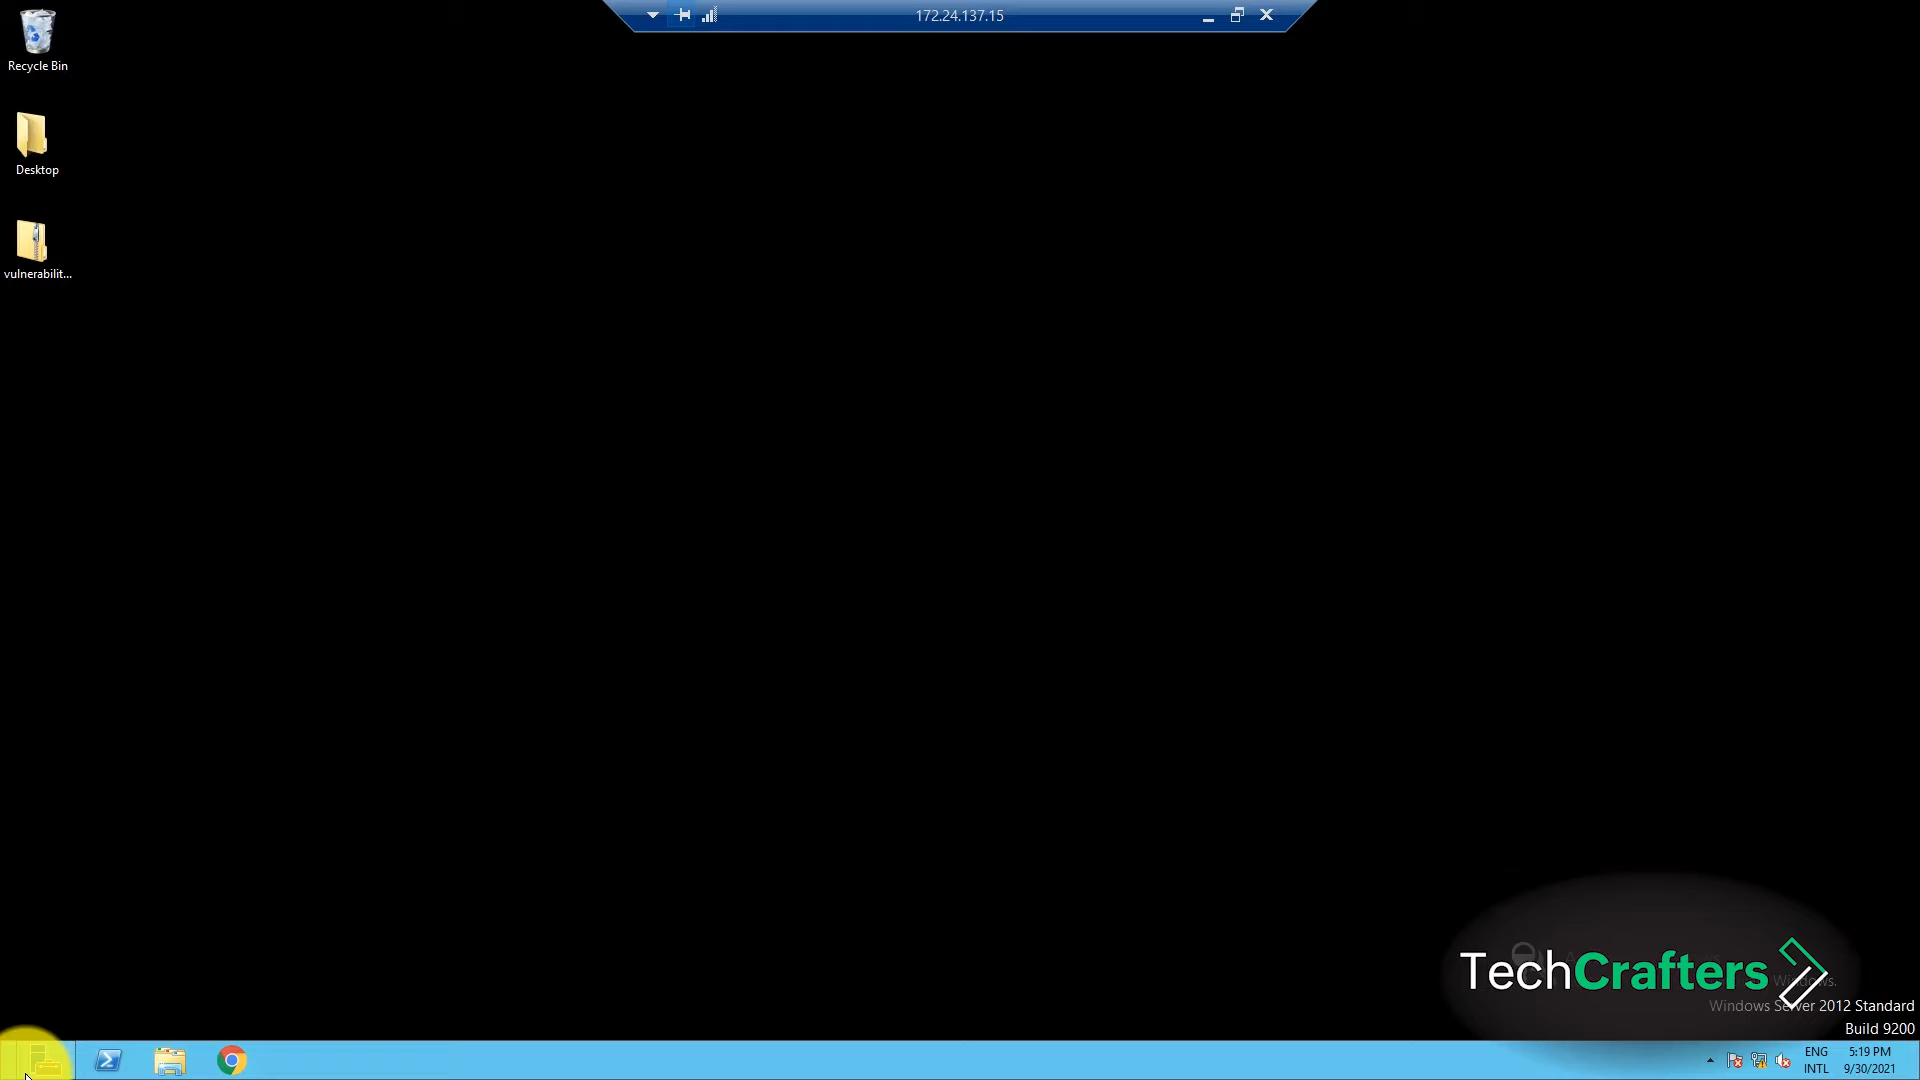 172.24.137.15
Recycle Bin
Desktop
vulnerabilit...
TechCrafters
Windows.
Windows Server 2012 Standard
Build 9200
ENG
INTL
5:19 PM
9/30/2021